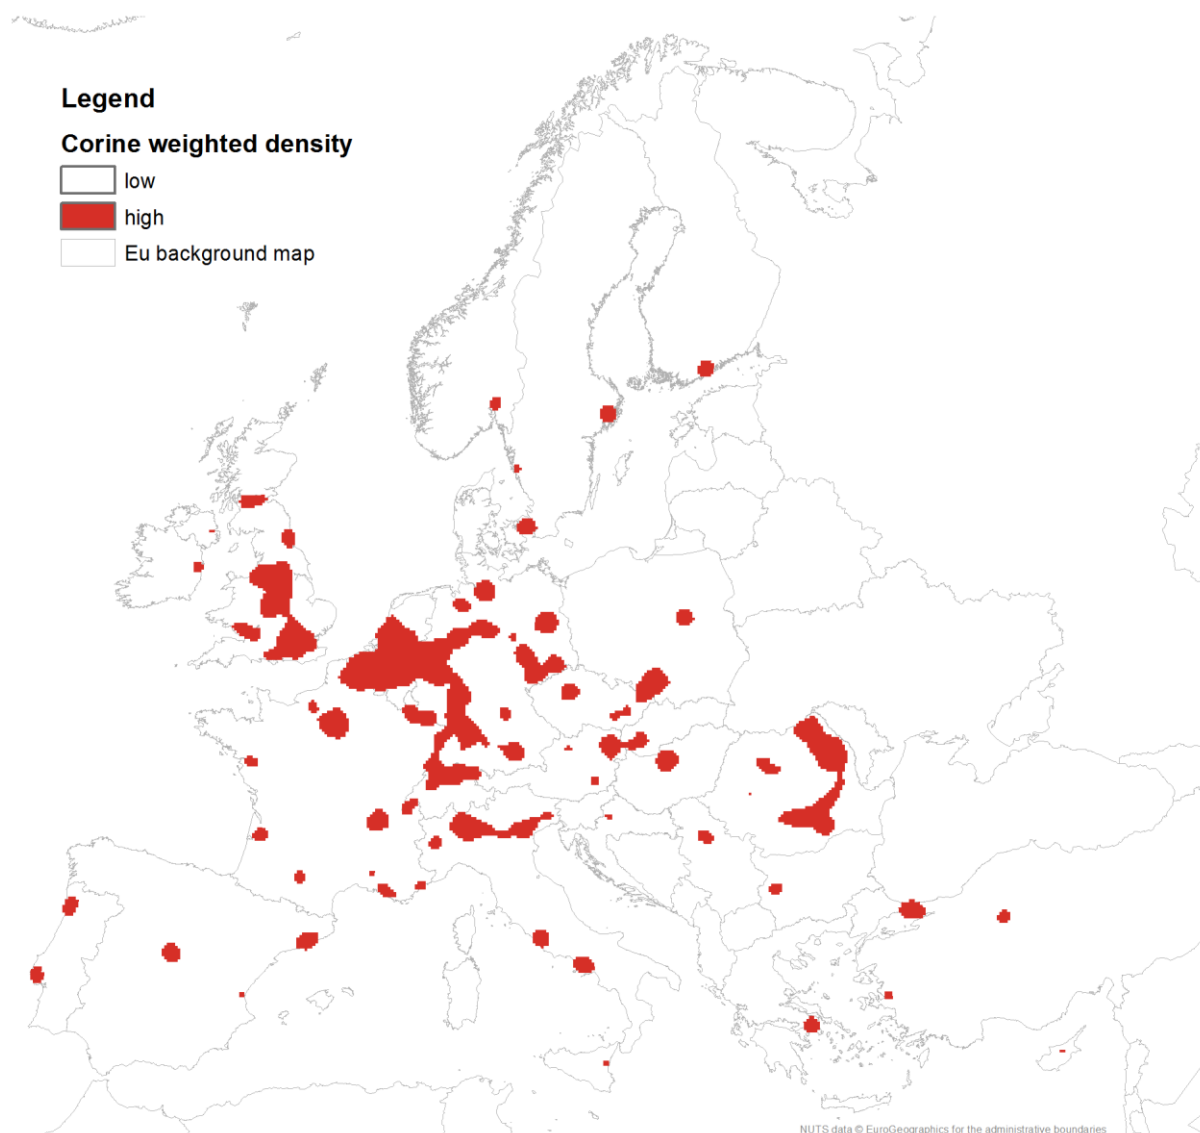 Legend
Corine weighted density
low
high
Eu background map
NUTS data © EuroGeographics for the administrative boundaries